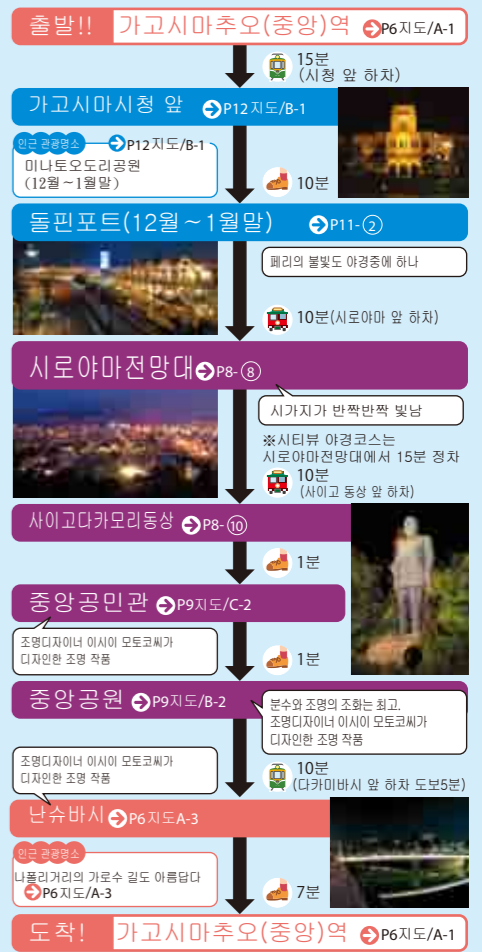 출발!! 가고시마추오(중앙)역 P6지도/A-1
15분
(시청 앞 하차)
가고시마시청 앞 P12지도/B-1
인근 관광명소 P12지도/B-1
미나토오도리공원
(12월~1월말)
10분
돌핀포트(12월~1월말) P11-②
페리의 불빛도 야경중에 하나
10분(시로야마 앞 하차)
시로야마전망대 P8-⑧
시가지가 반짝반짝 빛남
※시티뷰 야경코스는
시로야마전망대에서 15분 정차
10분
(사이고 동상 앞 하차)
사이고다카모리동상 P8-⑩
1분
중앙공민관 P9지도/C-2
조명디자이너 이시이 모토코씨가
디자인한 조명 작품
1분
중앙공원 P9지도/B-2
분수와 조명의 조화는 최고.
조명디자이너 이시이 모토코씨가
디자인한 조명 작품
10분
(다카미바시 앞 하차 도보5분)
조명디자이너 이시이 모토코씨가
디자인한 조명 작품
난슈바시 P6지도A-3
인근 관광명소
나폴리거리의 가로수 길도 아름답다
P6지도/A-3
7분
도착! 가고시마추오(중앙)역 P6지도/A-1